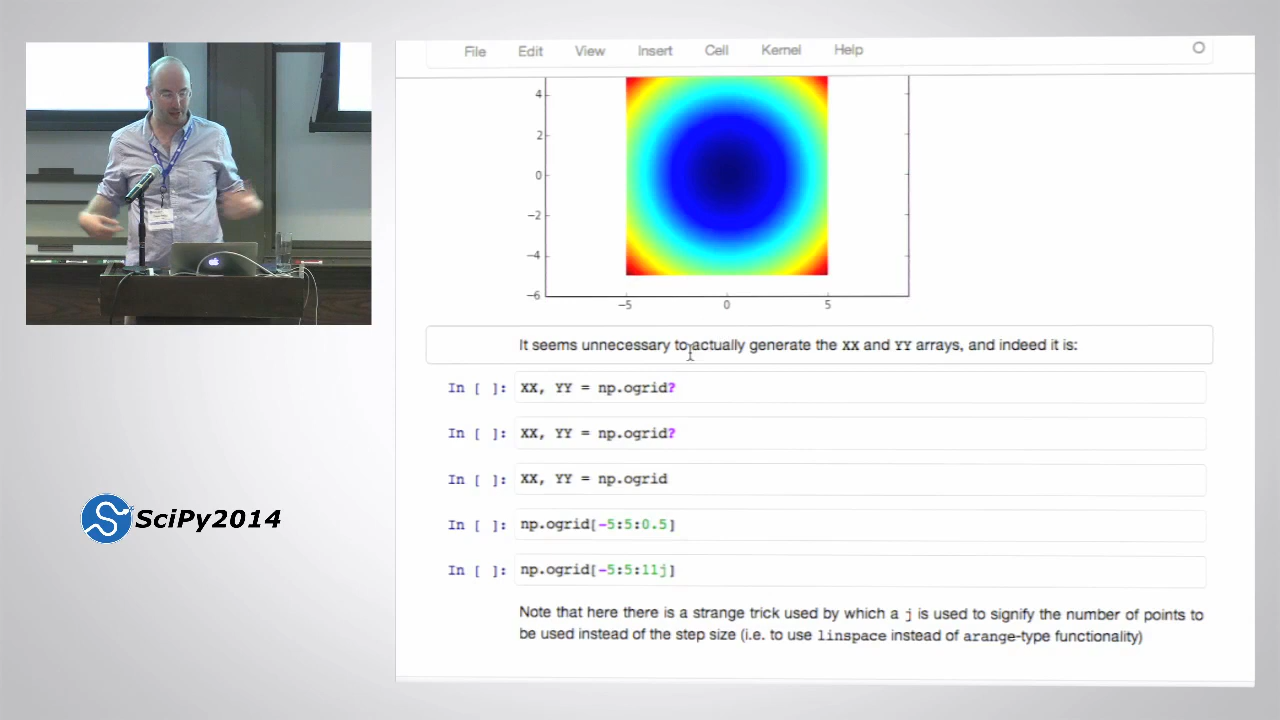 File Edit View Insert Cell Kernel Help
4
2
0
−2
−4
−6
−5 0 5
It seems unnecessary to actually generate the XX and YY arrays, and indeed it is:
In [ ]: XX, YY = np.ogrid?
In [ ]: XX, YY = np.ogrid?
In [ ]: XX, YY = np.ogrid
In [ ]: np.ogrid[-5:5:0.5]
In [ ]: np.ogrid[-5:5:11j]
Note that here there is a strange trick used by which a j is used to signify the number of points to
be used instead of the step size (i.e. to use linspace instead of arange-type functionality)
SciPy2014